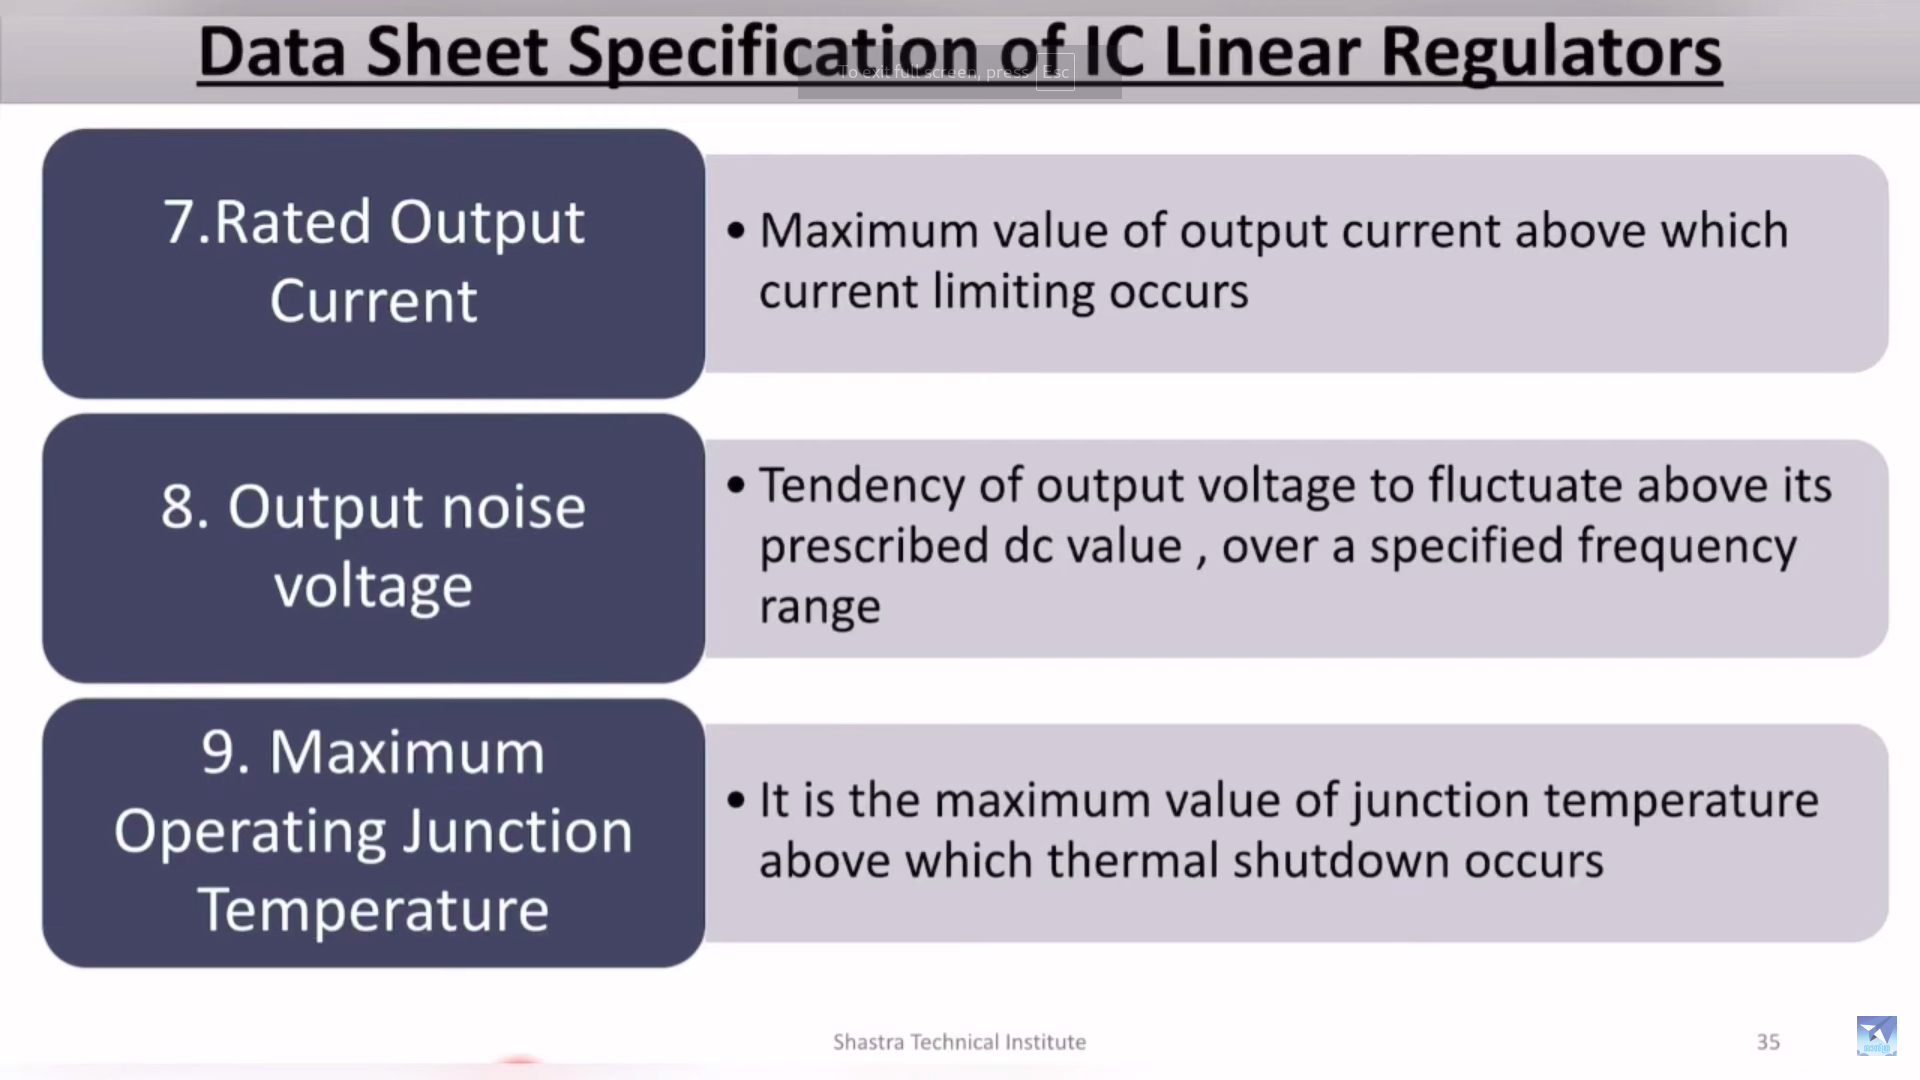 Data Sheet Specification of IC Linear Regulators
To exit full screen, press Esc
7.Rated Output
Current
• Maximum value of output current above which
current limiting occurs
8. Output noise
voltage
• Tendency of output voltage to fluctuate above its
prescribed dc value , over a specified frequency
range
9. Maximum
Operating Junction
Temperature
• It is the maximum value of junction temperature
above which thermal shutdown occurs
Shastra Technical Institute
35